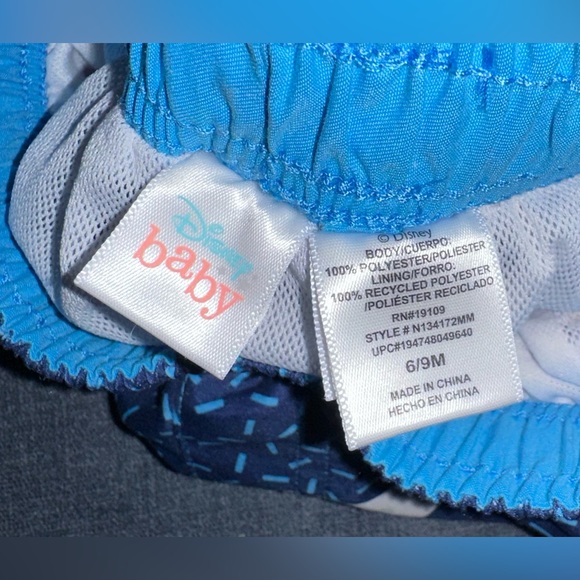 Disney
baby
© Disney
BODY/CUERPO:
100% POLYESTER/POLIESTER
LINING/FORRO:
100% RECYCLED POLYESTER
/POLIÉSTER RECICLADO
RN#19109
STYLE # N134172MM
UPC#194748049640
6/9M
MADE IN CHINA
HECHO EN CHINA